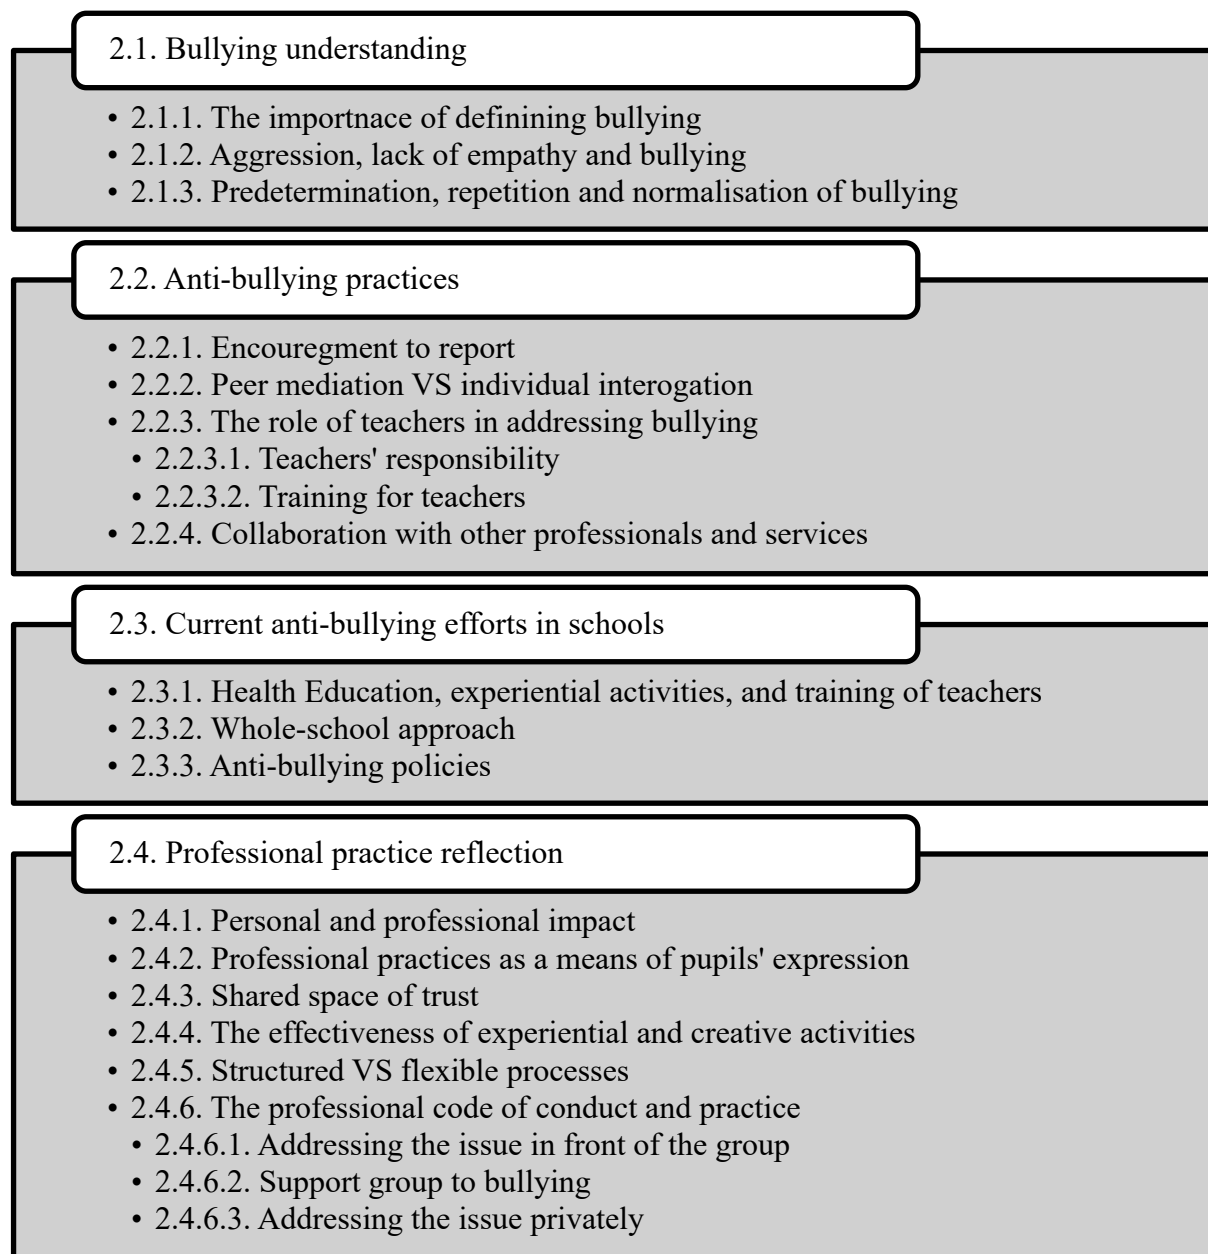 2.1. Bullying understanding
• 2.1.1. The importnace of definining bullying
• 2.1.2. Aggression, lack of empathy and bullying
• 2.1.3. Predetermination, repetition and normalisation of bullying
2.2. Anti-bullying practices
• 2.2.1. Encouregment to report
• 2.2.2. Peer mediation VS individual interogation
• 2.2.3. The role of teachers in addressing bullying
• 2.2.3.1. Teachers' responsibility
• 2.2.3.2. Training for teachers
• 2.2.4. Collaboration with other professionals and services
2.3. Current anti-bullying efforts in schools
• 2.3.1. Health Education, experiential activities, and training of teachers
• 2.3.2. Whole-school approach
• 2.3.3. Anti-bullying policies
2.4. Professional practice reflection
• 2.4.1. Personal and professional impact
• 2.4.2. Professional practices as a means of pupils' expression
• 2.4.3. Shared space of trust
• 2.4.4. The effectiveness of experiential and creative activities
• 2.4.5. Structured VS flexible processes
• 2.4.6. The professional code of conduct and practice
• 2.4.6.1. Addressing the issue in front of the group
• 2.4.6.2. Support group to bullying
• 2.4.6.3. Addressing the issue privately